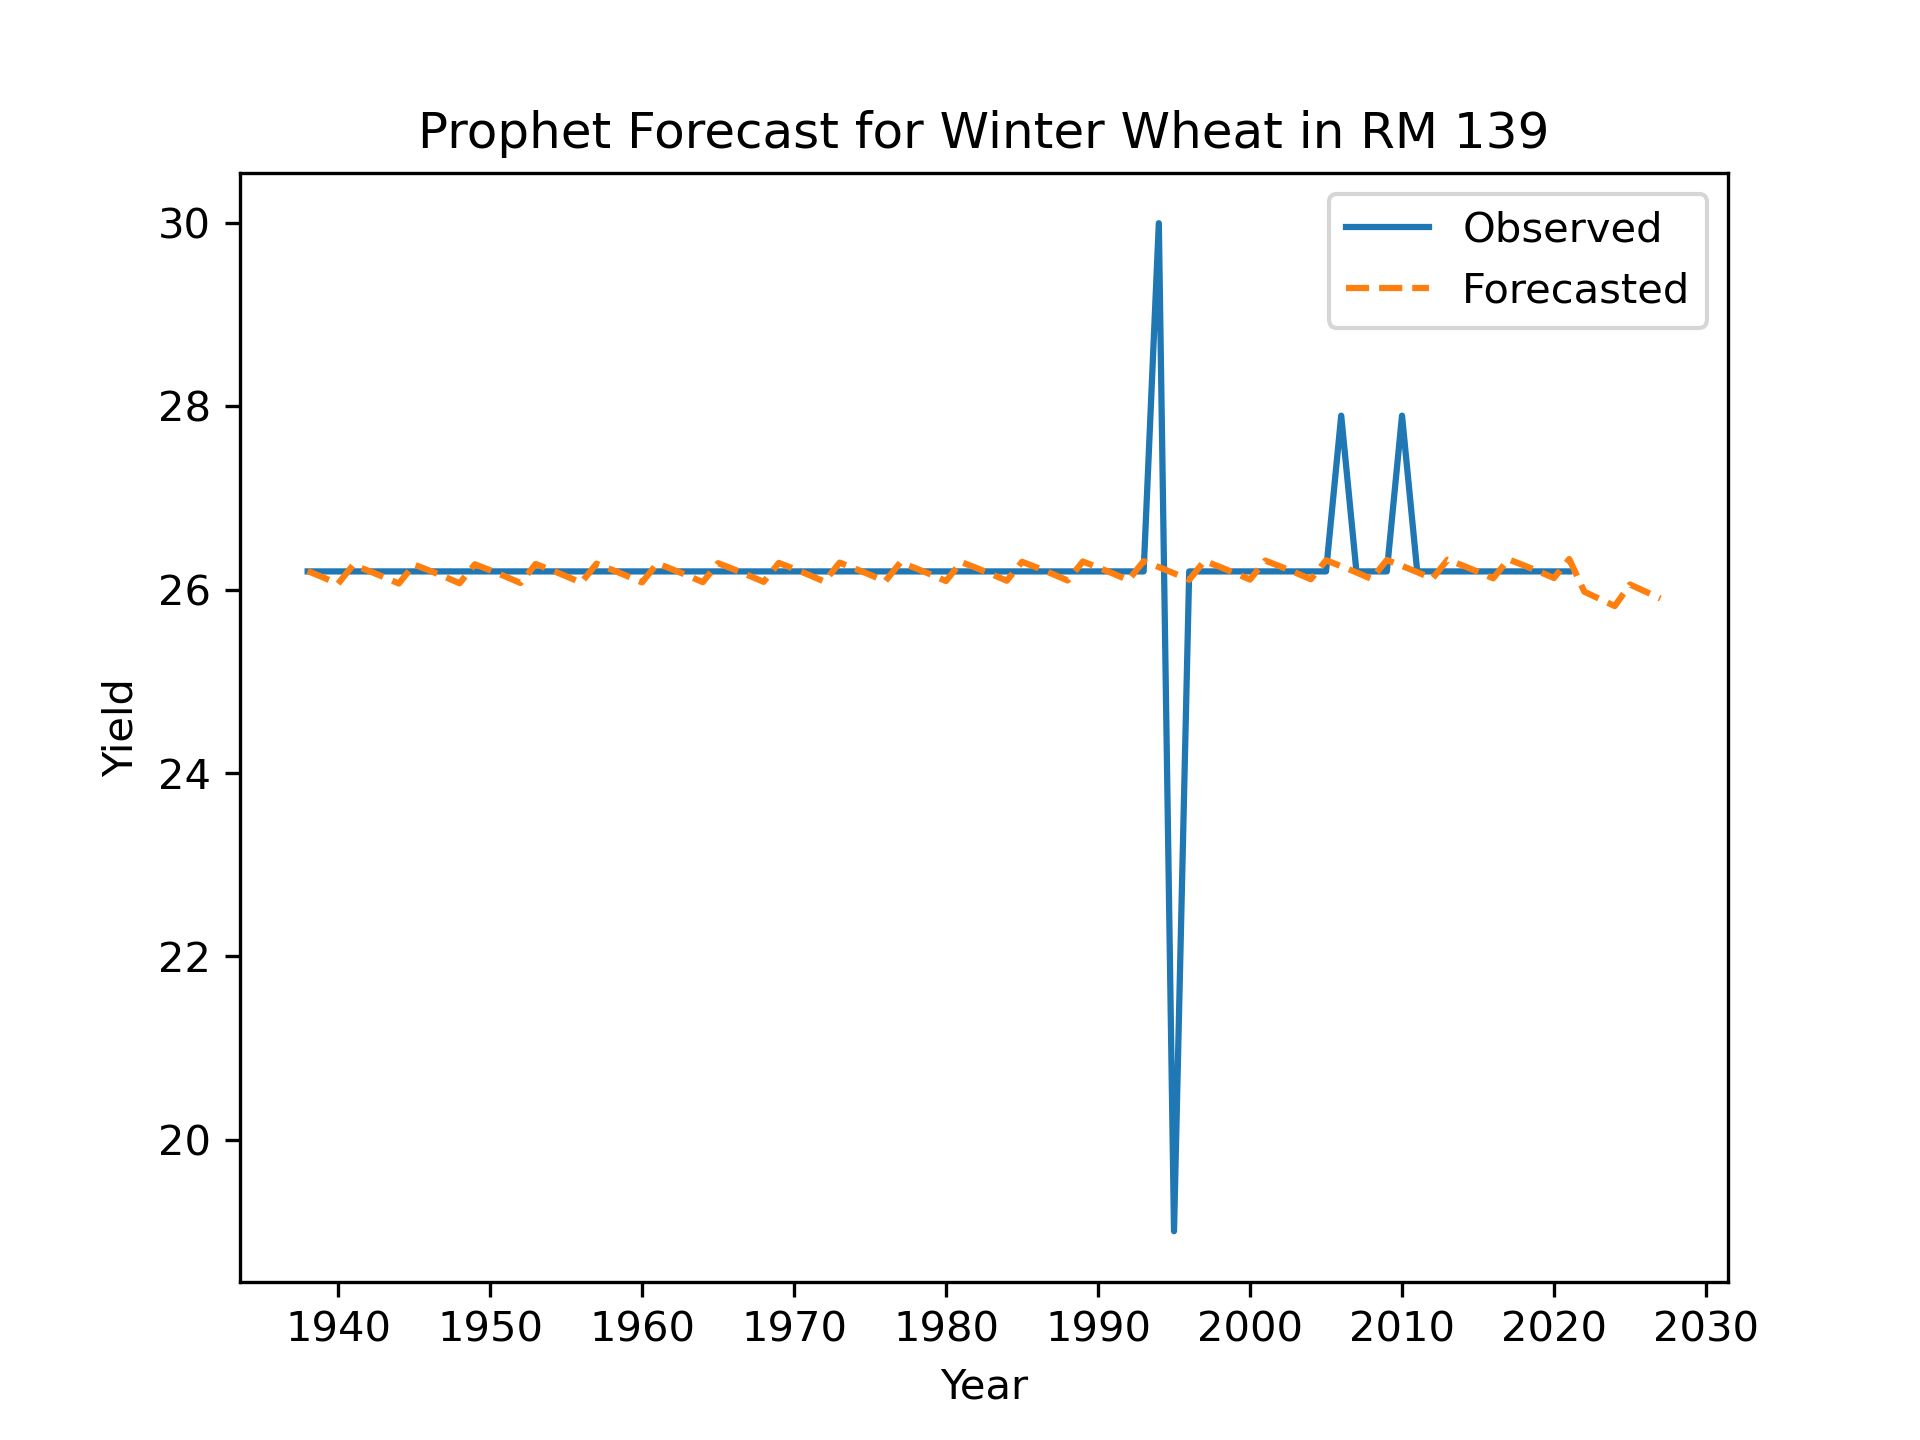 Prophet Forecast for Winter Wheat in RM 139
Observed
Forecasted
30
28
26
24
22
20
Yield
1940 1950 1960 1970 1980 1990 2000 2010 2020 2030
Year